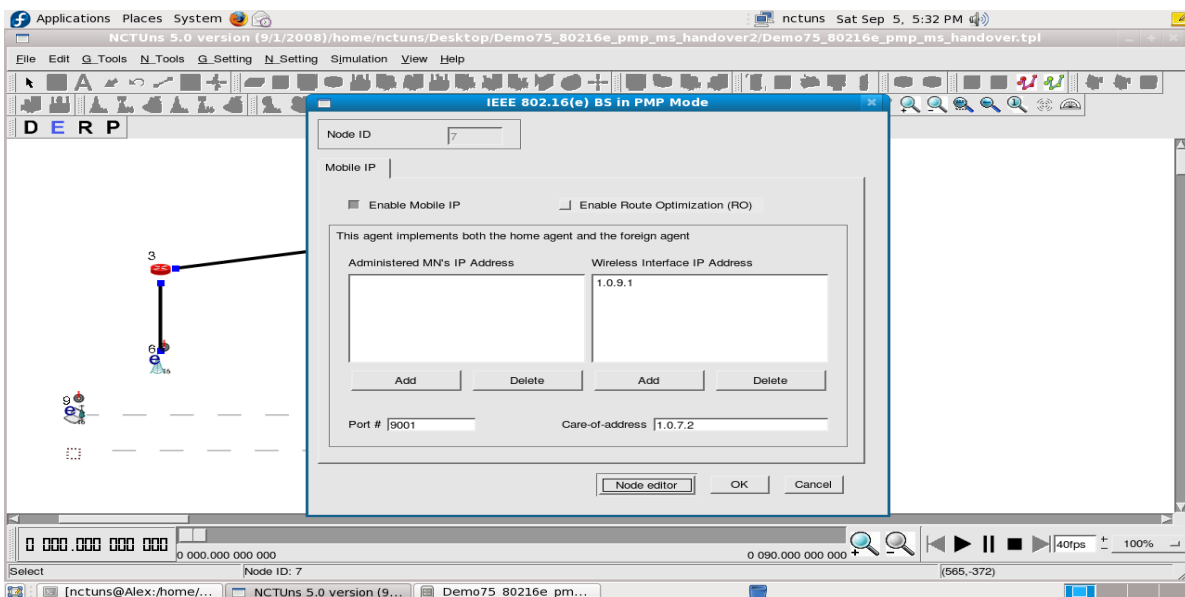 Applications Places System nctuns Sat Sep 5, 5:32 PM
NCTUns 5.0 version (9/1/2008)/home/nctuns/Desktop/Demo75_80216e_pmp_ms_handover2/Demo75_80216e_pmp_ms_handover.tpl
File Edit G_Tools N_Tools G_Setting N_Setting Simulation View Help
D E R P
IEEE 802.16(e) BS in PMP Mode
Node ID 7
Mobile IP
Enable Mobile IP Enable Route Optimization (RO)
This agent implements both the home agent and the foreign agent
Administered MN's IP Address Wireless Interface IP Address
1.0.9.1
Add Delete Add Delete
Port # 9001 Care-of-address 1.0.7.2
Node editor OK Cancel
3
6
e
16
9
e
16
0 000.000 000 000
0 000.000 000 000 0 090.000 000 000
40fps 100%
Select Node ID: 7 (565,-372)
[nctuns@Alex:/home/... NCTUns 5.0 version (9... Demo75_80216e_pm...